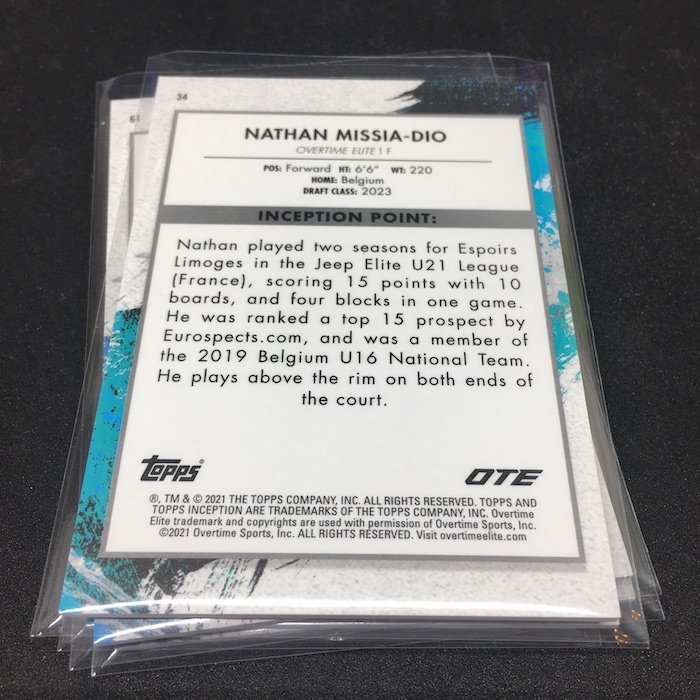 34
61
NATHAN MISSIA-DIO
OVERTIME ELITE | F
POS: Forward HT: 6'6" WT: 220
HOME: Belgium
DRAFT CLASS: 2023
INCEPTION POINT:
Nathan played two seasons for Espoirs
Limoges in the Jeep Elite U21 League
(France), scoring 15 points with 10
boards, and four blocks in one game.
He was ranked a top 15 prospect by
Eurospects.com, and was a member of
the 2019 Belgium U16 National Team.
He plays above the rim on both ends of
the court.
topps® OTE
®, TM & © 2021 THE TOPPS COMPANY, INC. ALL RIGHTS RESERVED. TOPPS AND
TOPPS INCEPTION ARE TRADEMARKS OF THE TOPPS COMPANY, INC. Overtime
Elite trademark and copyrights are used with permission of Overtime Sports, Inc.
©2021 Overtime Sports, Inc. ALL RIGHTS RESERVED. Visit overtimeelite.com